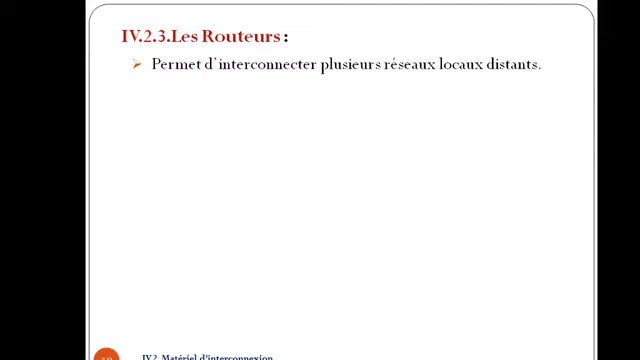 IV.2.3.Les Routeurs :
Permet d'interconnecter plusieurs réseaux locaux distants.
IV.2. Matériel d'interconnexion